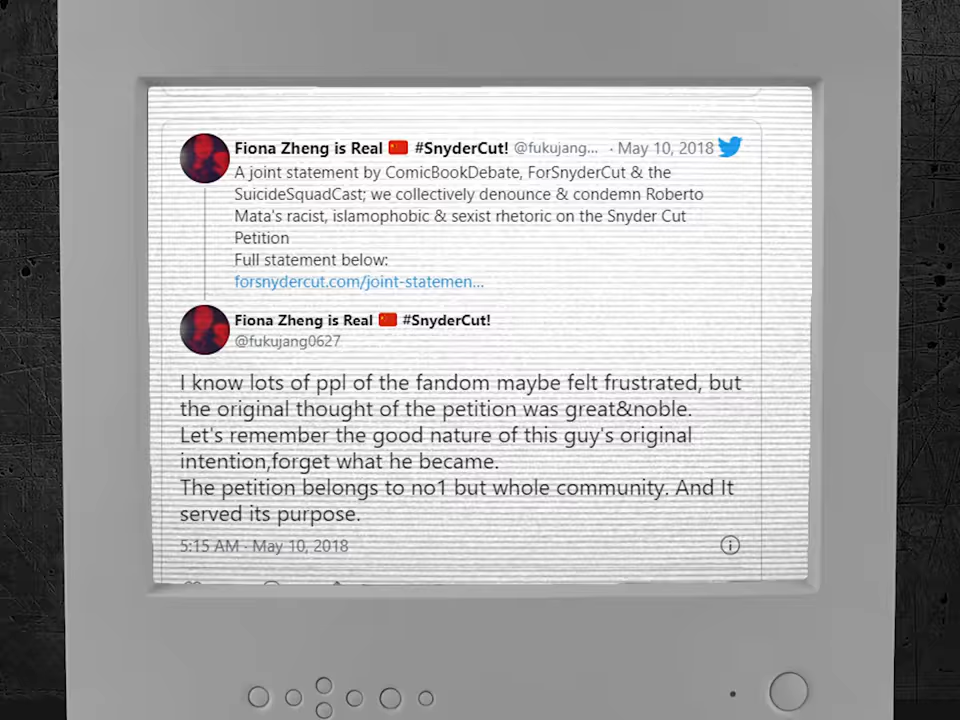 Fiona Zheng is Real 🇨🇳 #SnyderCut! @fukujang... · May 10, 2018
A joint statement by ComicBookDebate, ForSnyderCut & the
SuicideSquadCast; we collectively denounce & condemn Roberto
Mata's racist, islamophobic & sexist rhetoric on the Snyder Cut
Petition
Full statement below:
forsnydercut.com/joint-statemen...
Fiona Zheng is Real 🇨🇳 #SnyderCut!
@fukujang0627
I know lots of ppl of the fandom maybe felt frustrated, but
the original thought of the petition was great&noble.
Let's remember the good nature of this guy's original
intention,forget what he became.
The petition belongs to no1 but whole community. And It
served its purpose.
5:15 AM · May 10, 2018